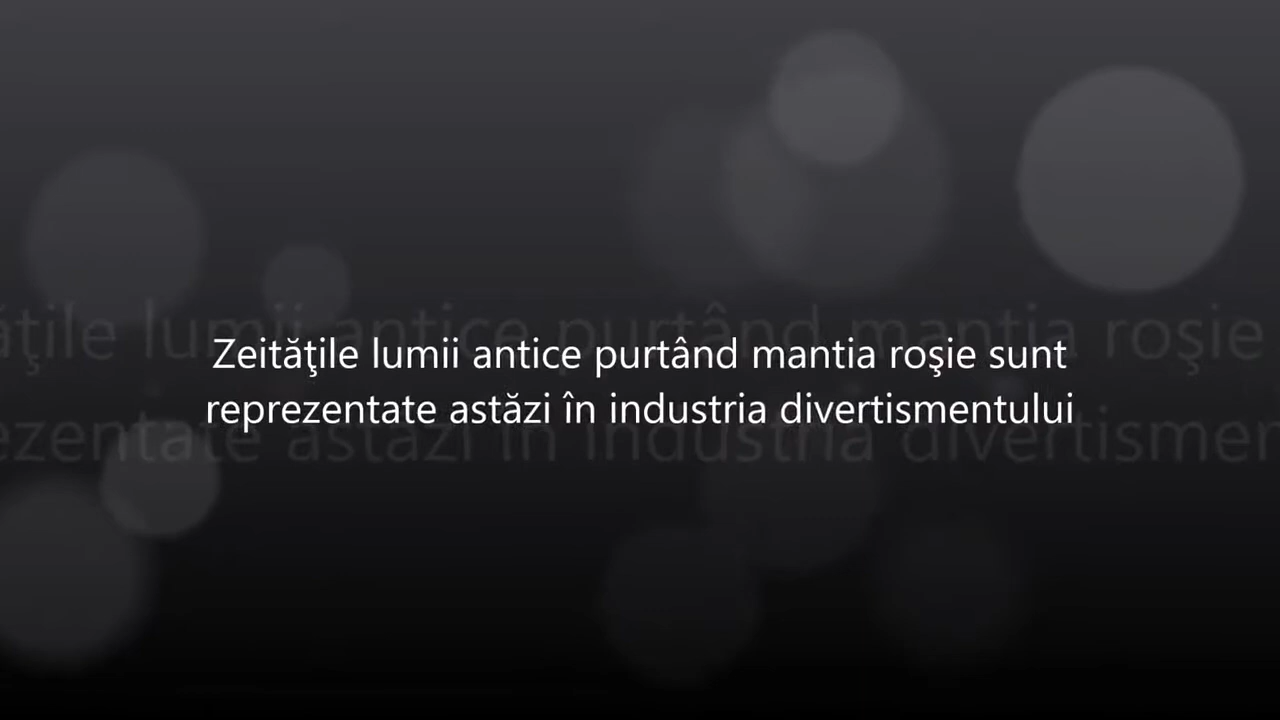 Zeităţile lumii antice purtând mantia roşie sunt
reprezentate astăzi în industria divertismentului